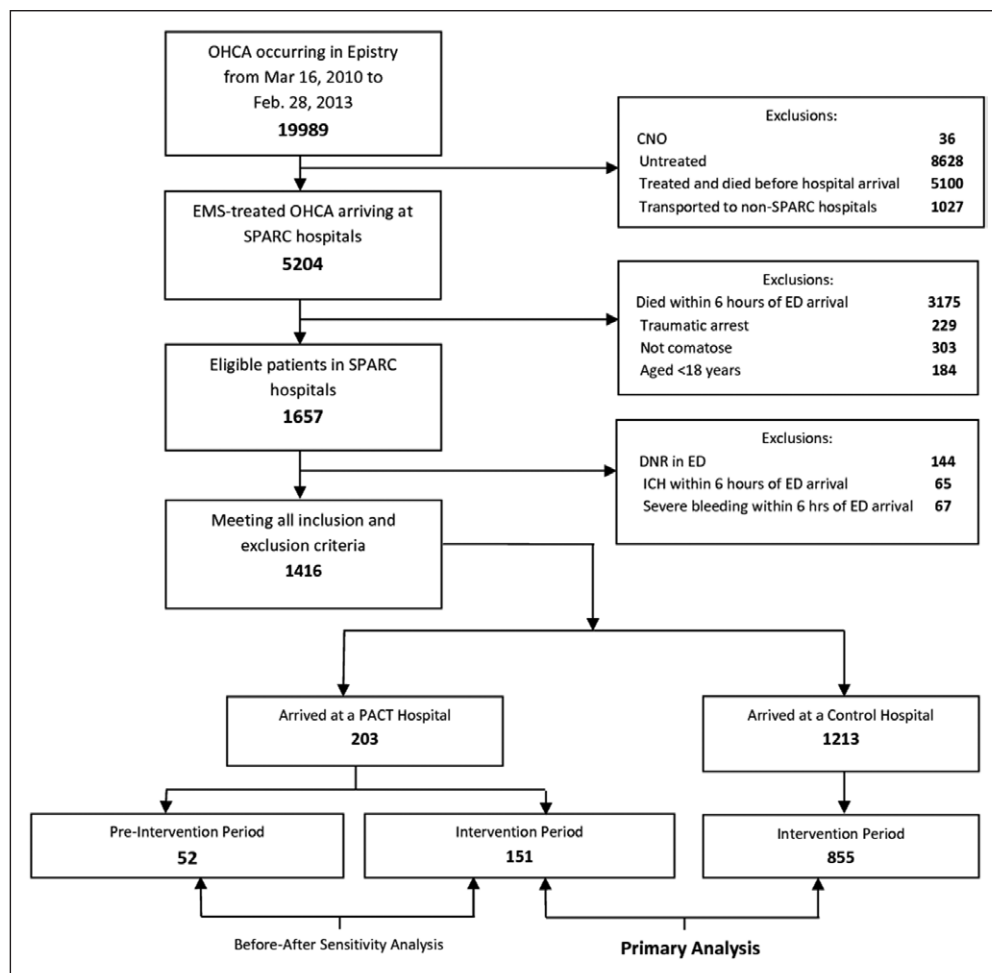 OHCA occurring in Epistry
from Mar 16, 2010 to
Feb. 28, 2013
19989
Exclusions:
CNO 36
Untreated 8628
Treated and died before hospital arrival 5100
Transported to non-SPARC hospitals 1027
EMS-treated OHCA arriving at
SPARC hospitals
5204
Exclusions:
Died within 6 hours of ED arrival 3175
Traumatic arrest 229
Not comatose 303
Aged <18 years 184
Eligible patients in SPARC
hospitals
1657
Exclusions:
DNR in ED 144
ICH within 6 hours of ED arrival 65
Severe bleeding within 6 hrs of ED arrival 67
Meeting all inclusion and
exclusion criteria
1416
Arrived at a PACT Hospital
203
Arrived at a Control Hospital
1213
Pre-Intervention Period
52
Intervention Period
151
Intervention Period
855
Before-After Sensitivity Analysis
Primary Analysis